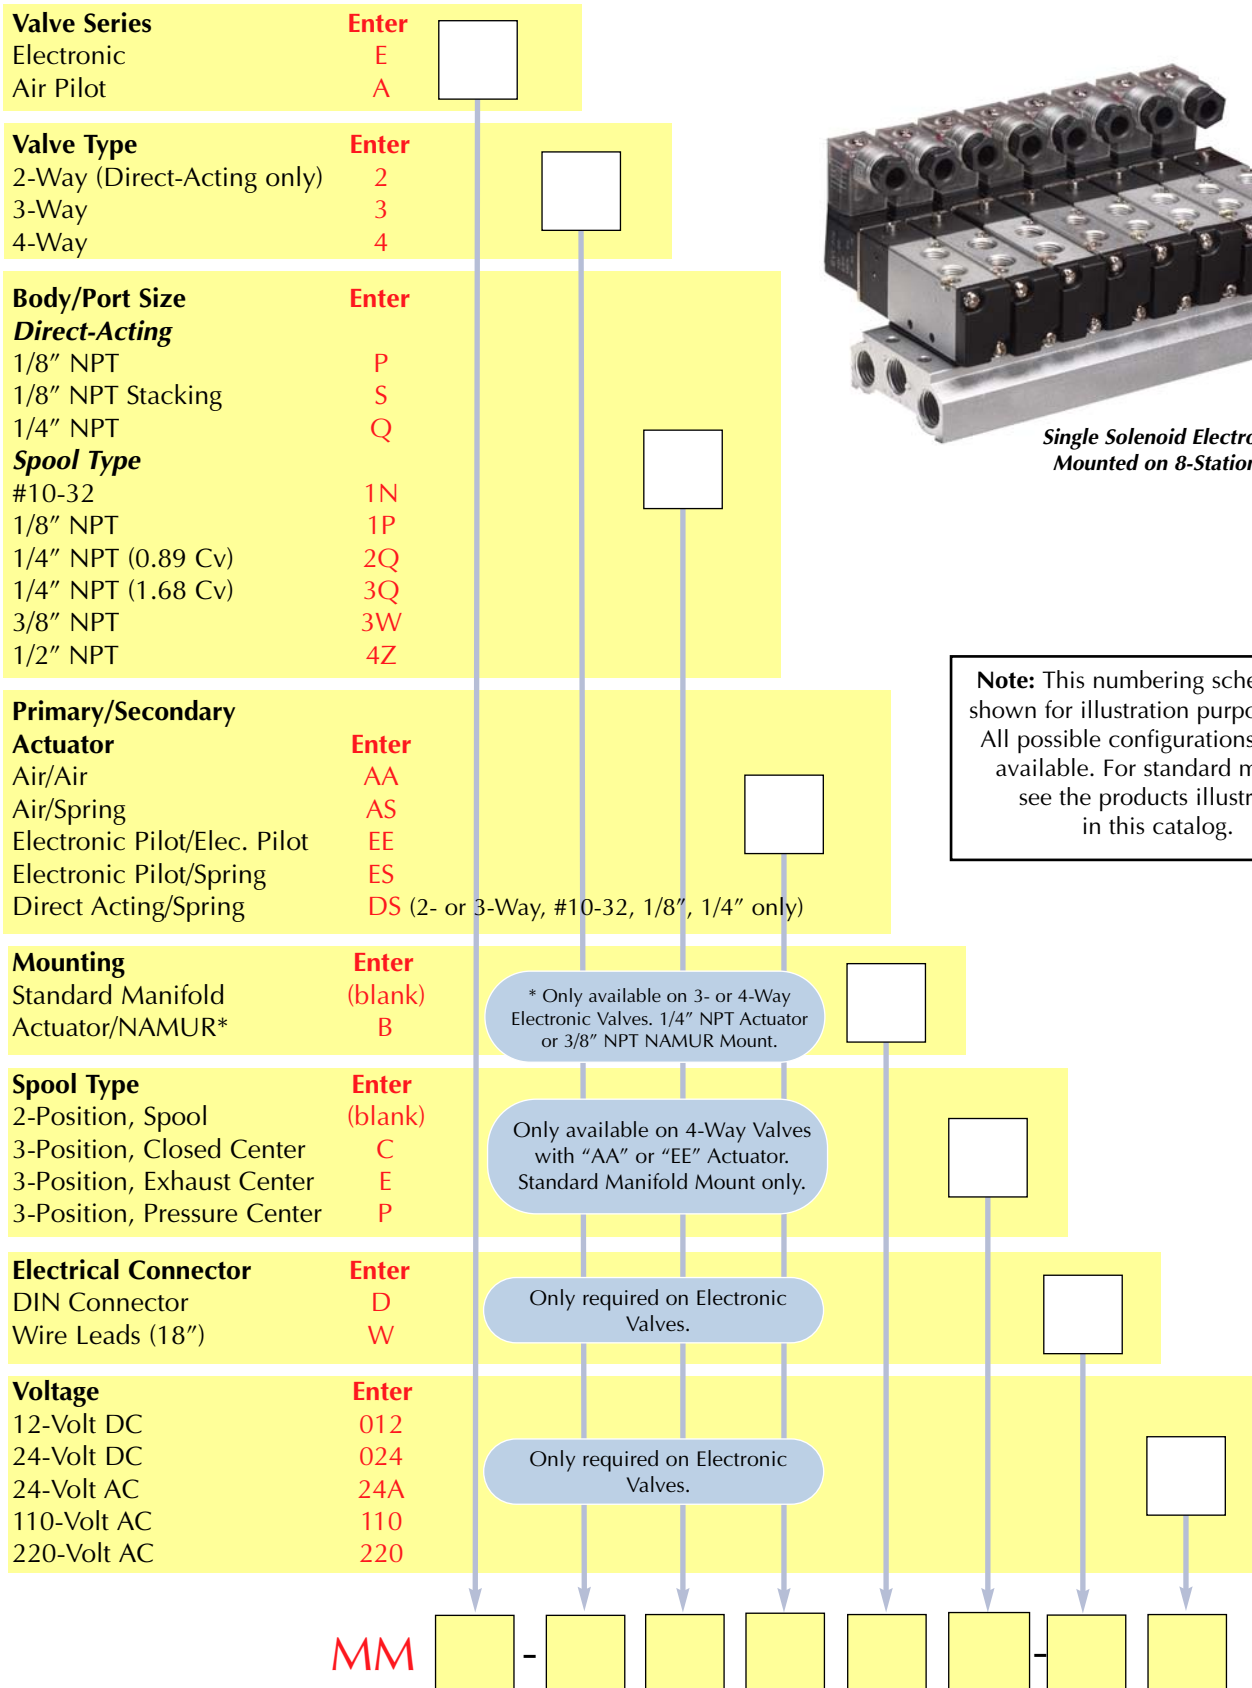 Valve Series Enter
Electronic E
Air Pilot A
Valve Type Enter
2-Way (Direct-Acting only) 2
3-Way 3
4-Way 4
Body/Port Size Enter
Direct-Acting
1/8" NPT P
1/8" NPT Stacking S
1/4" NPT Q
Spool Type
#10-32 1N
1/8" NPT 1P
1/4" NPT (0.89 Cv) 2Q
1/4" NPT (1.68 Cv) 3Q
3/8" NPT 3W
1/2" NPT 4Z
Single Solenoid Electro
Mounted on 8-Station
Note: This numbering sche
shown for illustration purpo
All possible configurations
available. For standard m
see the products illustr
in this catalog.
Primary/Secondary
Actuator Enter
Air/Air AA
Air/Spring AS
Electronic Pilot/Elec. Pilot EE
Electronic Pilot/Spring ES
Direct Acting/Spring DS (2- or 3-Way, #10-32, 1/8", 1/4" only)
Mounting Enter
Standard Manifold (blank)
Actuator/NAMUR* B
* Only available on 3- or 4-Way
Electronic Valves. 1/4" NPT Actuator
or 3/8" NPT NAMUR Mount.
Spool Type Enter
2-Position, Spool (blank)
3-Position, Closed Center C
3-Position, Exhaust Center E
3-Position, Pressure Center P
Only available on 4-Way Valves
with “AA” or “EE” Actuator.
Standard Manifold Mount only.
Electrical Connector Enter
DIN Connector D
Wire Leads (18") W
Only required on Electronic
Valves.
Voltage Enter
12-Volt DC 012
24-Volt DC 024
24-Volt AC 24A
110-Volt AC 110
220-Volt AC 220
Only required on Electronic
Valves.
MM - -